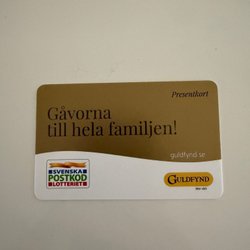 Presentkort
Gåvorna
till hela familjen!
guldfynd.se
SVENSKA
POSTKOD
LOTTERIET
GULDFYND